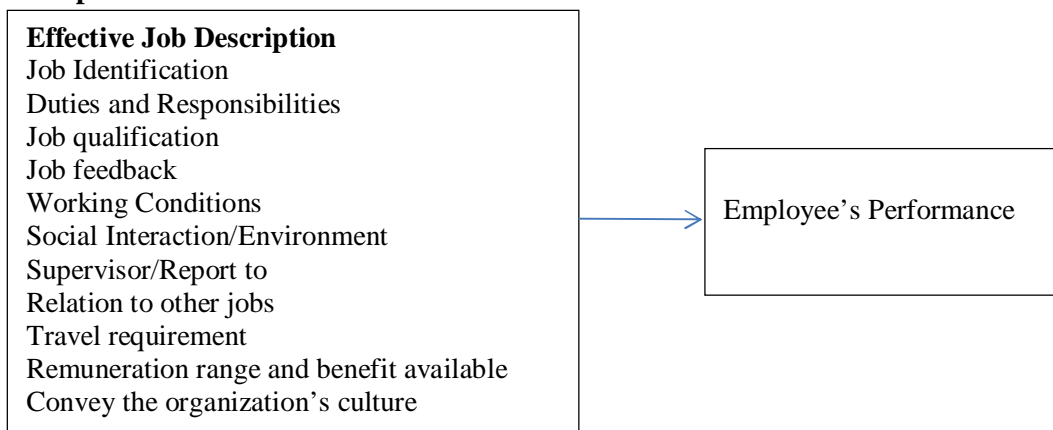 Effective Job Description
Job Identification
Duties and Responsibilities
Job qualification
Job feedback
Working Conditions
Social Interaction/Environment
Supervisor/Report to
Relation to other jobs
Travel requirement
Remuneration range and benefit available
Convey the organization’s culture
Employee’s Performance